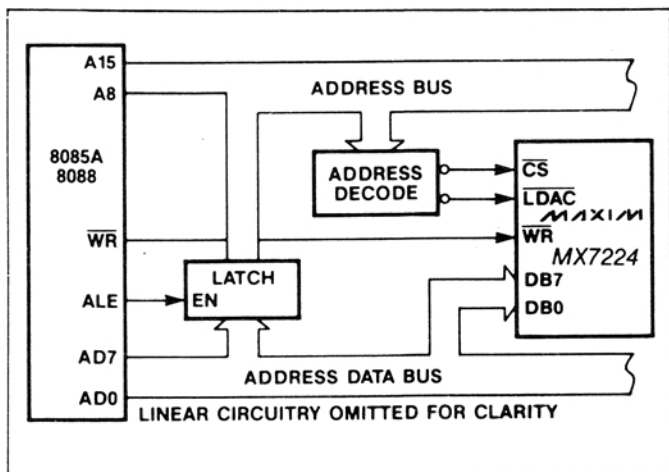 A15
ADDRESS BUS
A8
8085A
8088
ADDRESS
DECODE
CS
LDAC
MAXIM
WR
WR
MX7224
LATCH
DB7
ALE
EN
DB0
AD7
ADDRESS DATA BUS
AD0
LINEAR CIRCUITRY OMITTED FOR CLARITY